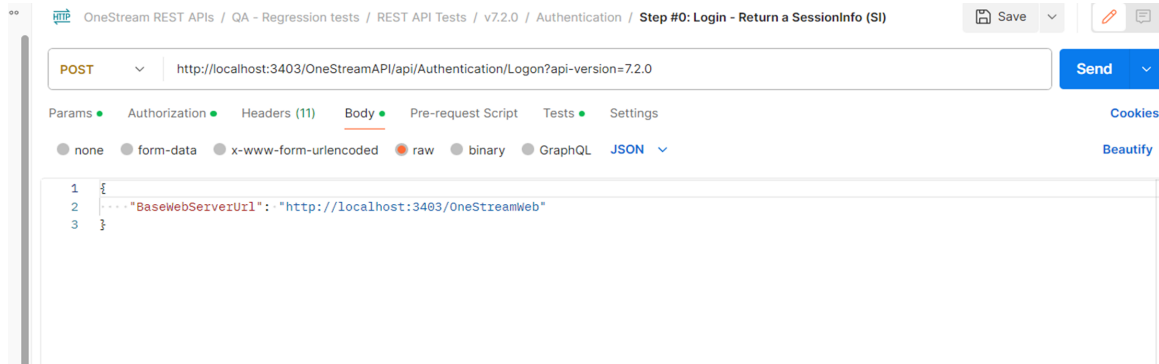 HTTP OneStream REST APIs / QA - Regression tests / REST API Tests / v7.2.0 / Authentication / Step #0: Login - Return a SessionInfo (SI) Save
POST http://localhost:3403/OneStreamAPI/api/Authentication/Logon?api-version=7.2.0 Send
Params Authorization Headers (11) Body Pre-request Script Tests Settings Cookies
none form-data x-www-form-urlencoded raw binary GraphQL JSON Beautify
1 {
2 "BaseWebServerUrl": "http://localhost:3403/OneStreamWeb"
3 }